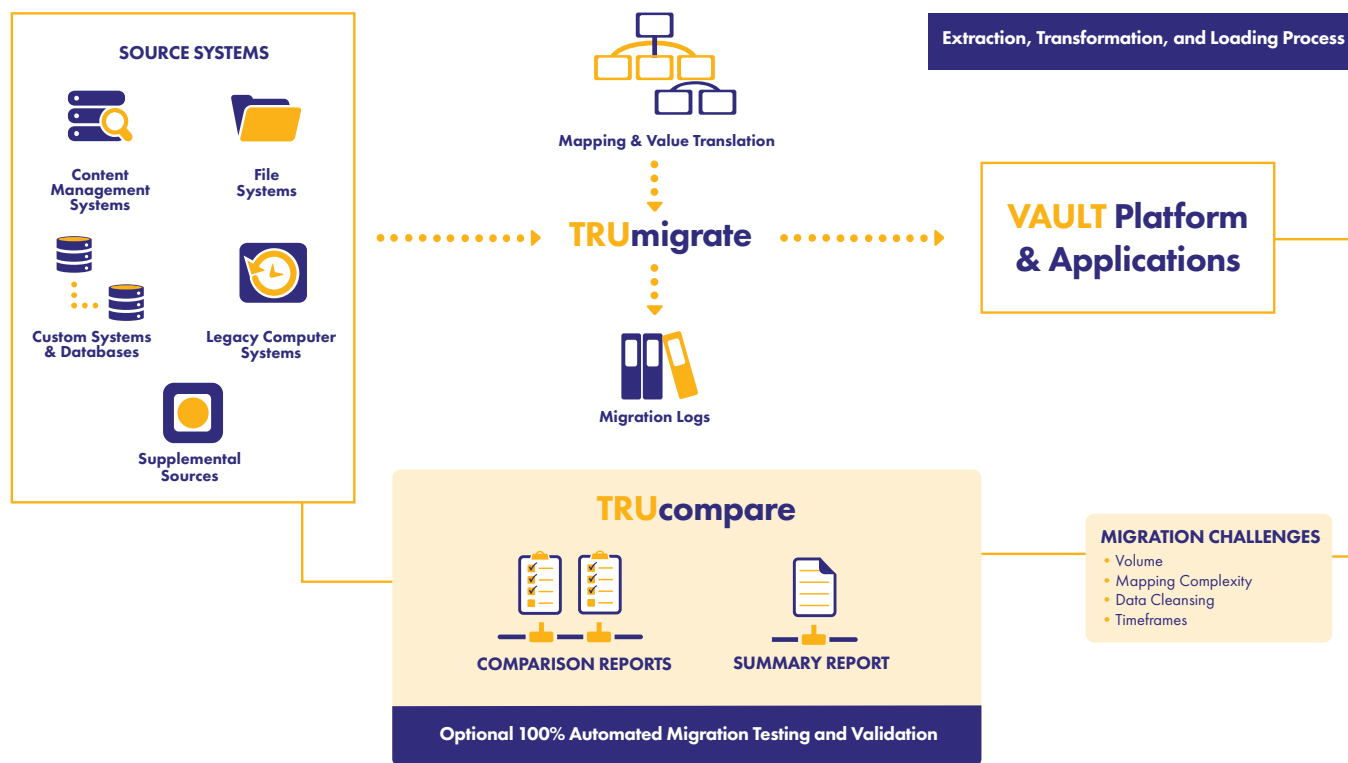 SOURCE SYSTEMS
Content
Management
Systems
File
Systems
Custom Systems
& Databases
Legacy Computer
Systems
Supplemental
Sources
Mapping & Value Translation
TRUmigrate
Migration Logs
Extraction, Transformation, and Loading Process
VAULT Platform
& Applications
TRUcompare
COMPARISON REPORTS
SUMMARY REPORT
Optional 100% Automated Migration Testing and Validation
MIGRATION CHALLENGES
• Volume
• Mapping Complexity
• Data Cleansing
• Timeframes